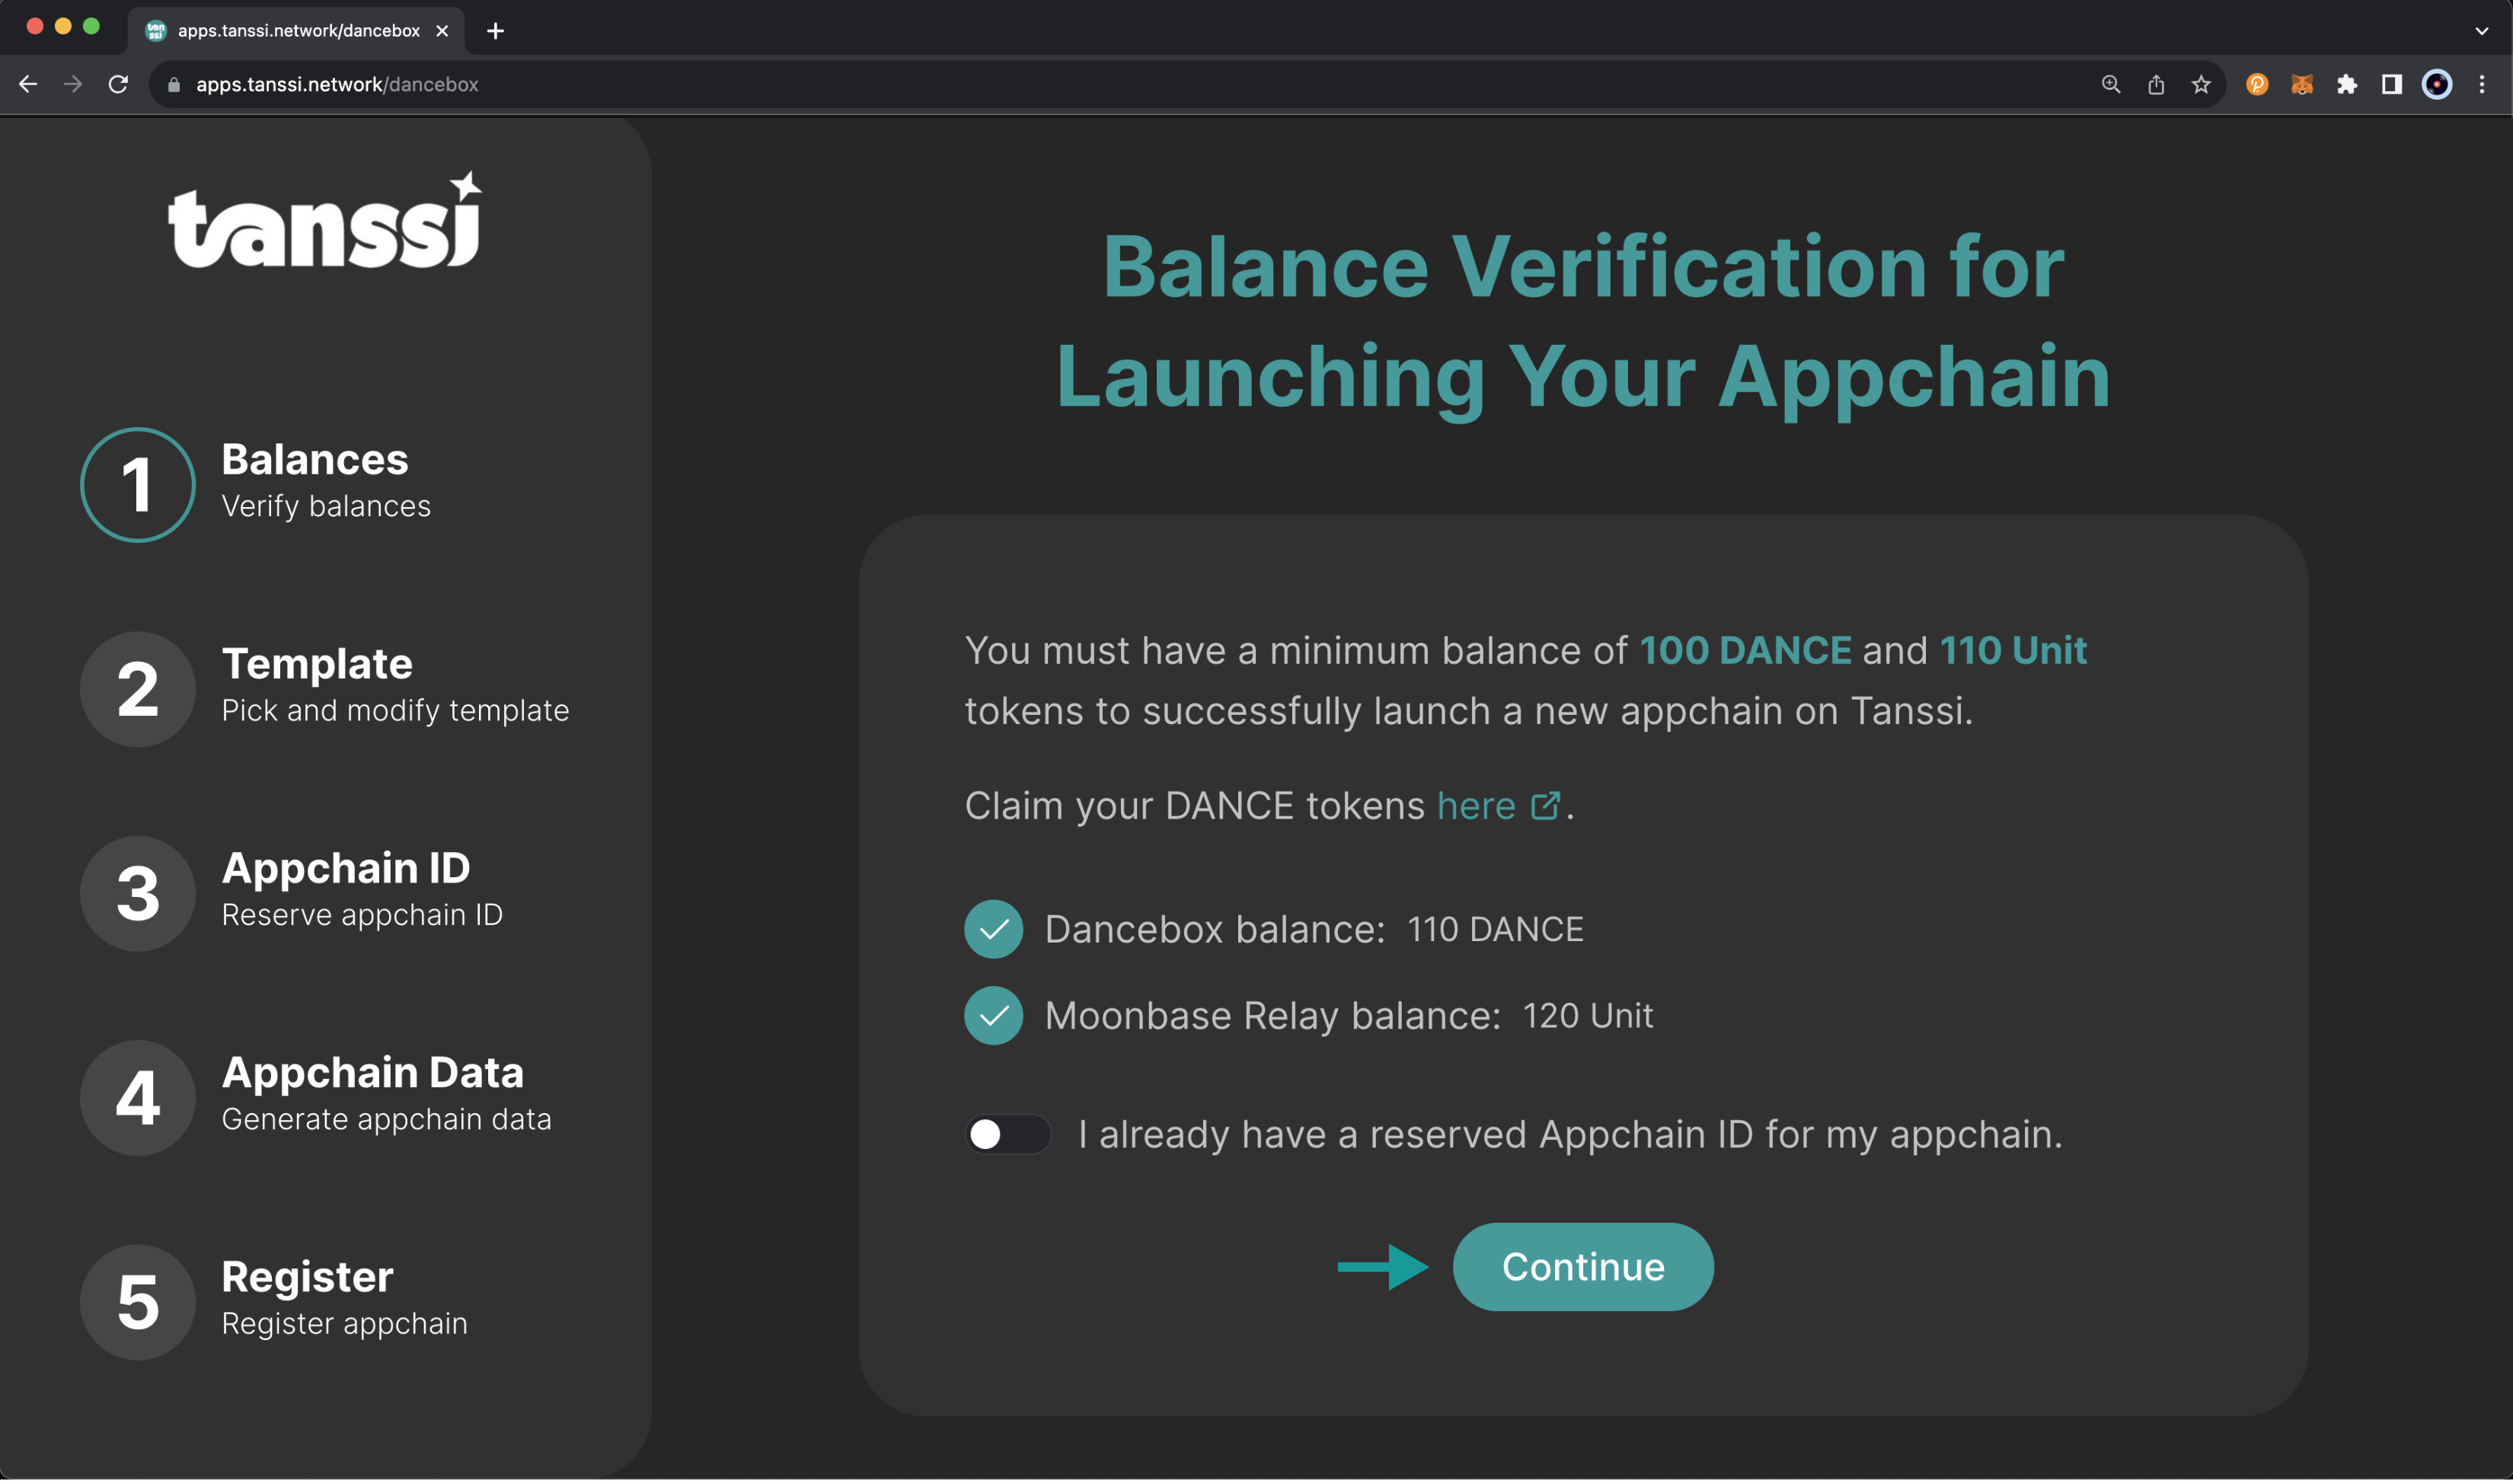 apps.tanssi.network/dancebox
apps.tanssi.network/dancebox
tanssi
Balance Verification for
Launching Your Appchain
1
Balances
Verify balances
2
Template
Pick and modify template
3
Appchain ID
Reserve appchain ID
4
Appchain Data
Generate appchain data
5
Register
Register appchain
You must have a minimum balance of 100 DANCE and 110 Unit
tokens to successfully launch a new appchain on Tanssi.
Claim your DANCE tokens here.
Dancebox balance: 110 DANCE
Moonbase Relay balance: 120 Unit
I already have a reserved Appchain ID for my appchain.
Continue